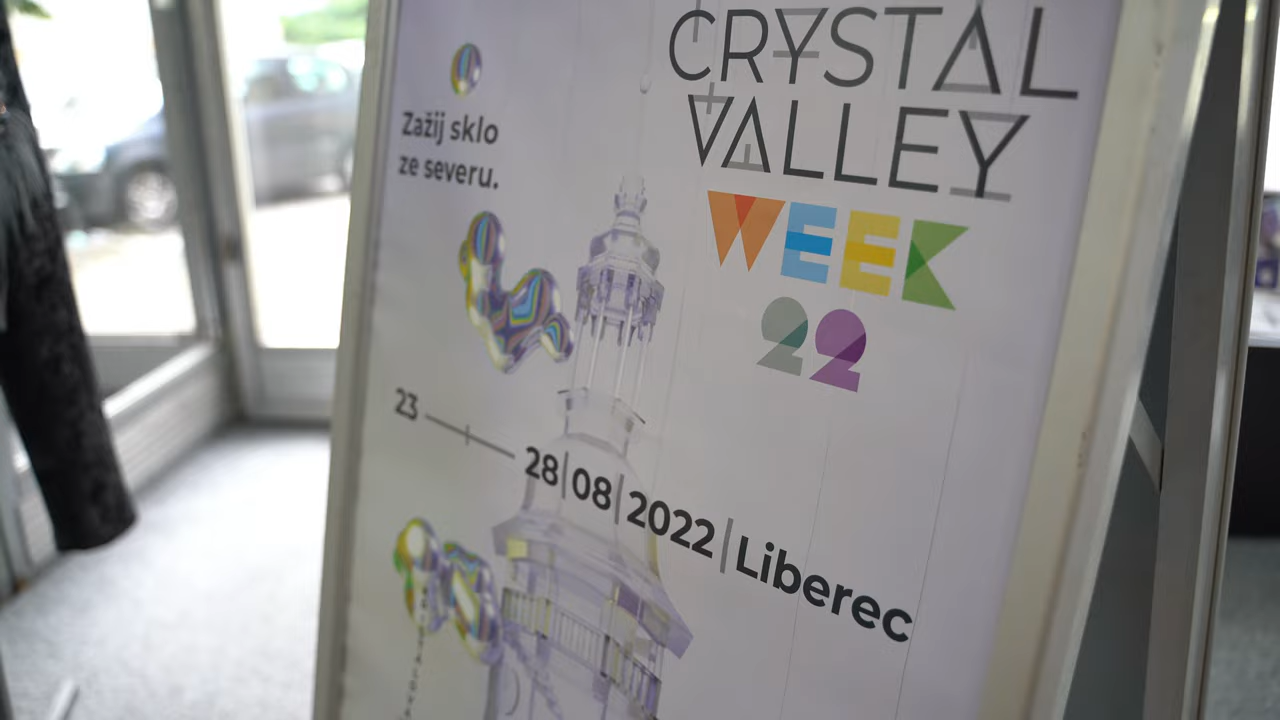 CRYSTAL
VALLEY
WEEK
22
Zažij sklo
ze severu.
23 — 28|08|2022|Liberec